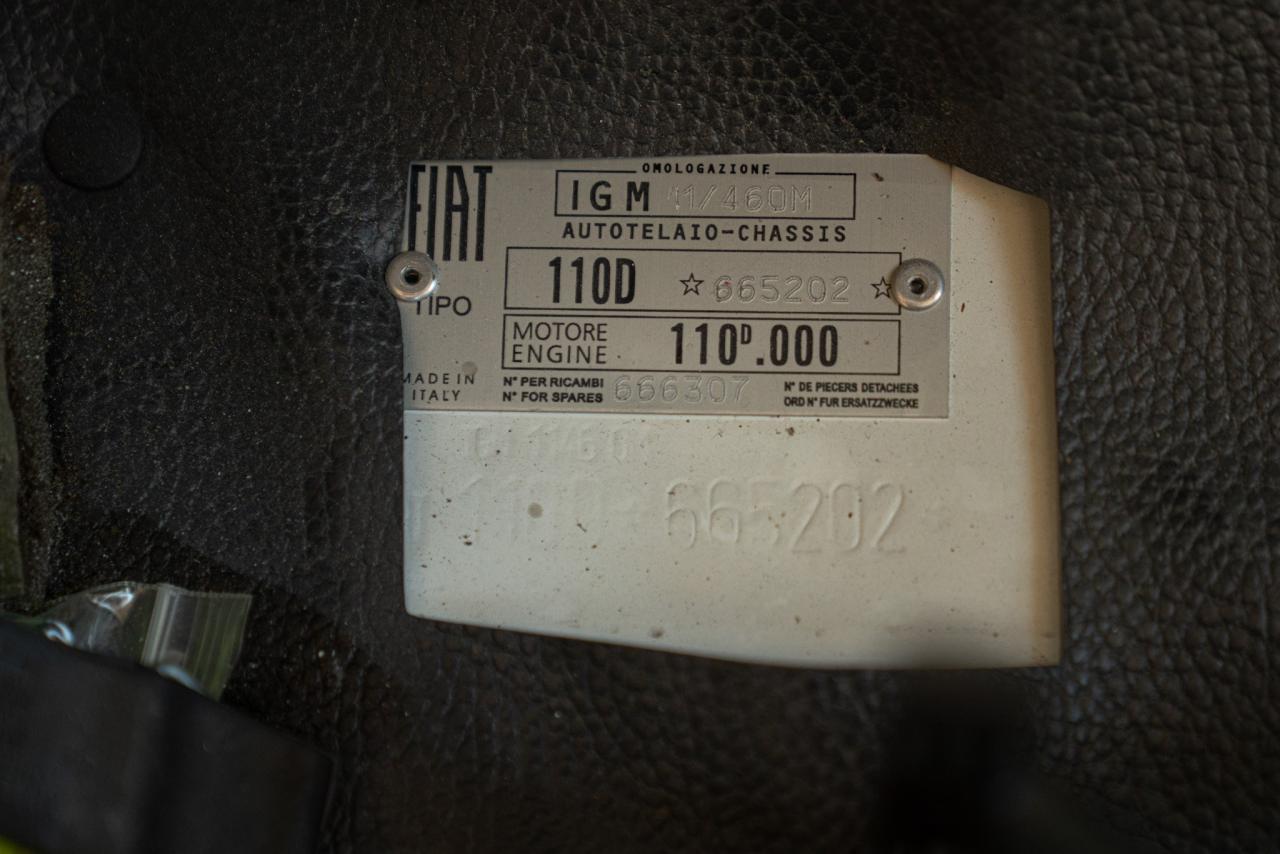 FIAT
OMOLOGAZIONE
IGM 11/460M
AUTOTELAIO-CHASSIS
110D ☆665202☆
TIPO
MOTORE
ENGINE
110ᴰ.000
MADE IN
ITALY
N° PER RICAMBI
N° FOR SPARES
666307
N° DE PIECERS DETACHEES
ORD N° FUR ERSATZZWECKE
110D 665202